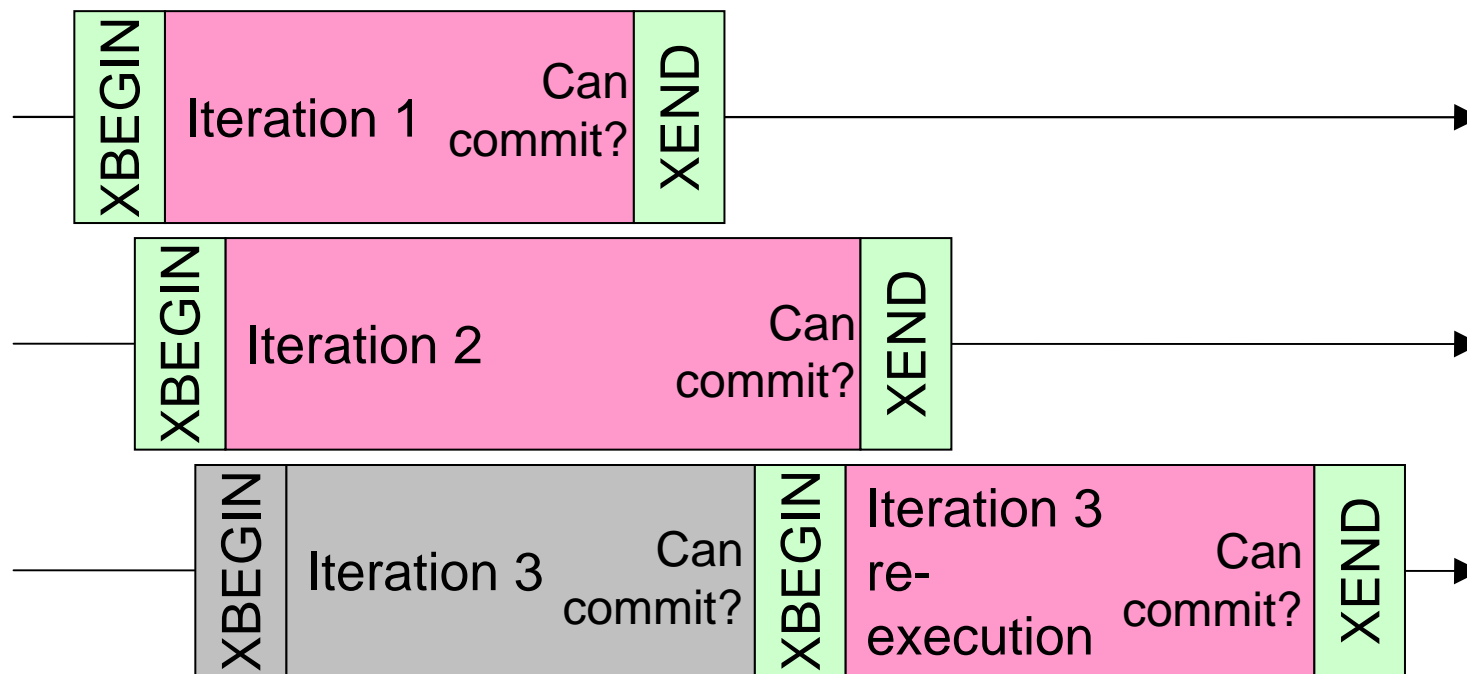 XBEGIN
Iteration 1
Can
commit?
XEND
XBEGIN
Iteration 2
Can
commit?
XEND
XBEGIN
Iteration 3
Can
commit?
XBEGIN
Iteration 3
re-
execution
Can
commit?
XEND